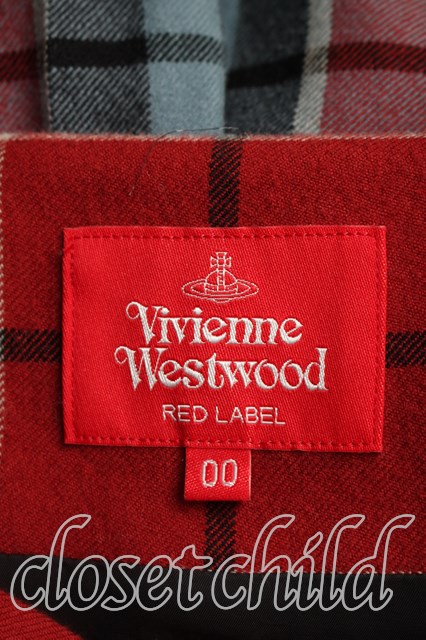 Vivienne
Westwood
RED LABEL
00
closet child